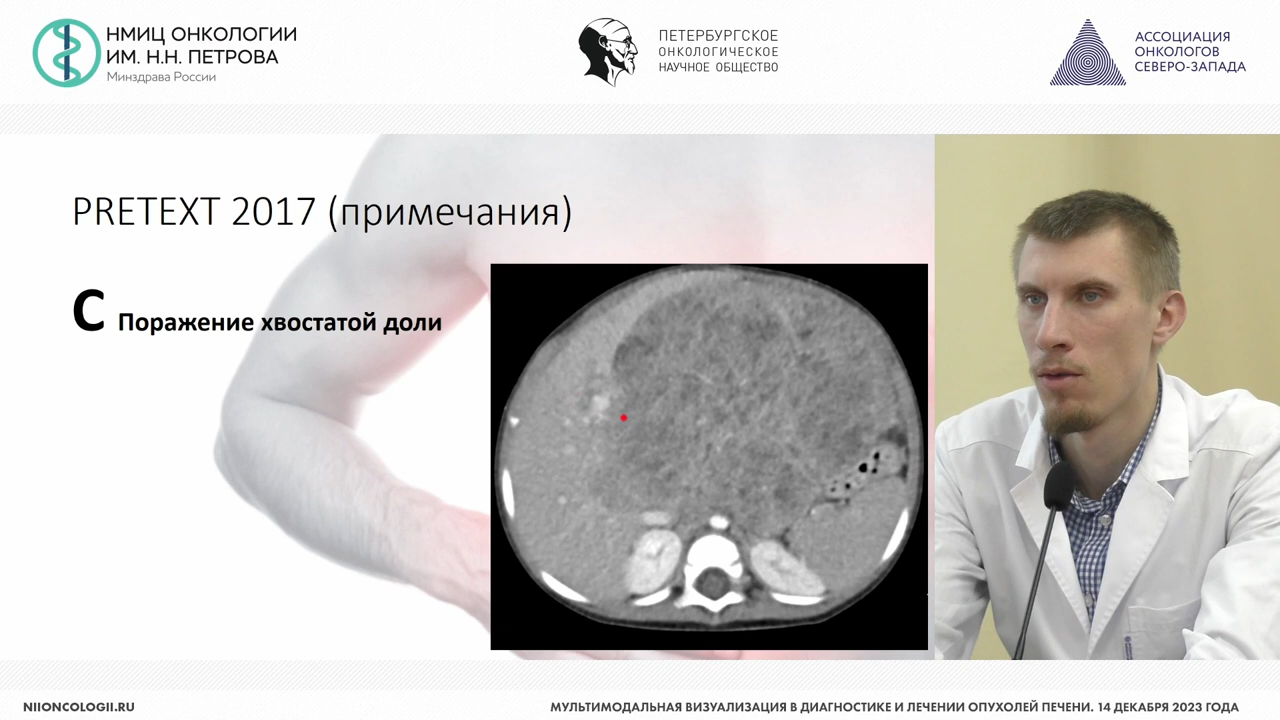 НМИЦ ОНКОЛОГИИ
ИМ. Н.Н. ПЕТРОВА
Минздрава России
ПЕТЕРБУРГСКОЕ
ОНКОЛОГИЧЕСКОЕ
НАУЧНОЕ ОБЩЕСТВО
АССОЦИАЦИЯ
ОНКОЛОГОВ
СЕВЕРО-ЗАПАДА
PRETEXT 2017 (примечания)
C Поражение хвостатой доли
NIIONCOLOGII.RU
МУЛЬТИМОДАЛЬНАЯ ВИЗУАЛИЗАЦИЯ В ДИАГНОСТИКЕ И ЛЕЧЕНИИ ОПУХОЛЕЙ ПЕЧЕНИ. 14 ДЕКАБРЯ 2023 ГОДА